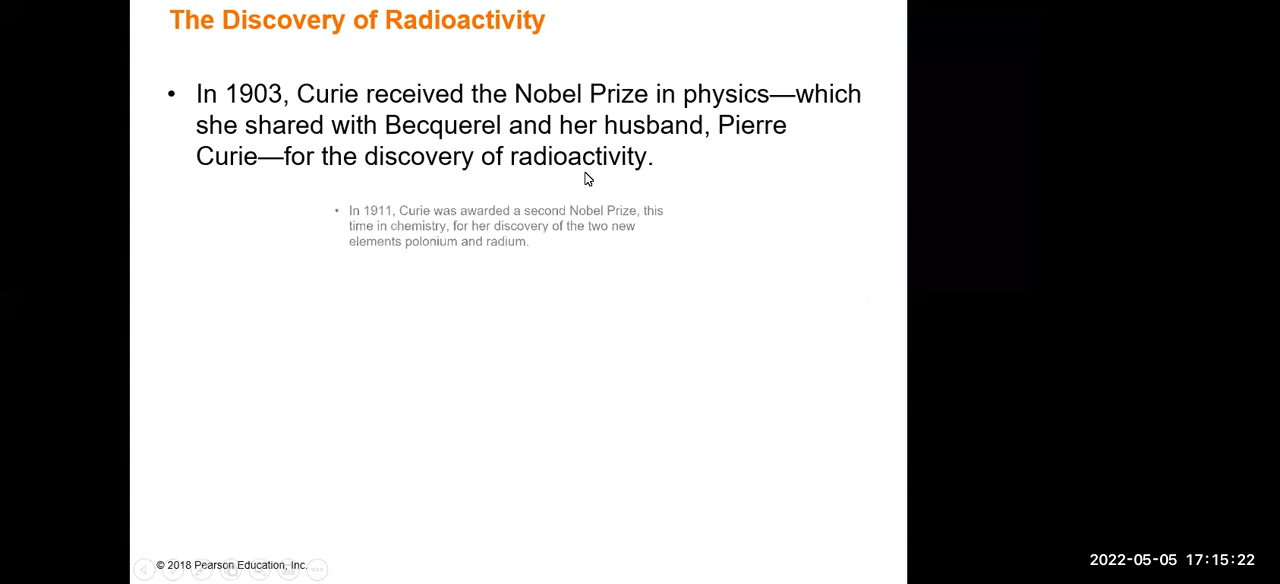 The Discovery of Radioactivity
• In 1903, Curie received the Nobel Prize in physics—which
she shared with Becquerel and her husband, Pierre
Curie—for the discovery of radioactivity.
• In 1911, Curie was awarded a second Nobel Prize, this
time in chemistry, for her discovery of the two new
elements polonium and radium.
© 2018 Pearson Education, Inc.
2022-05-05 17:15:22